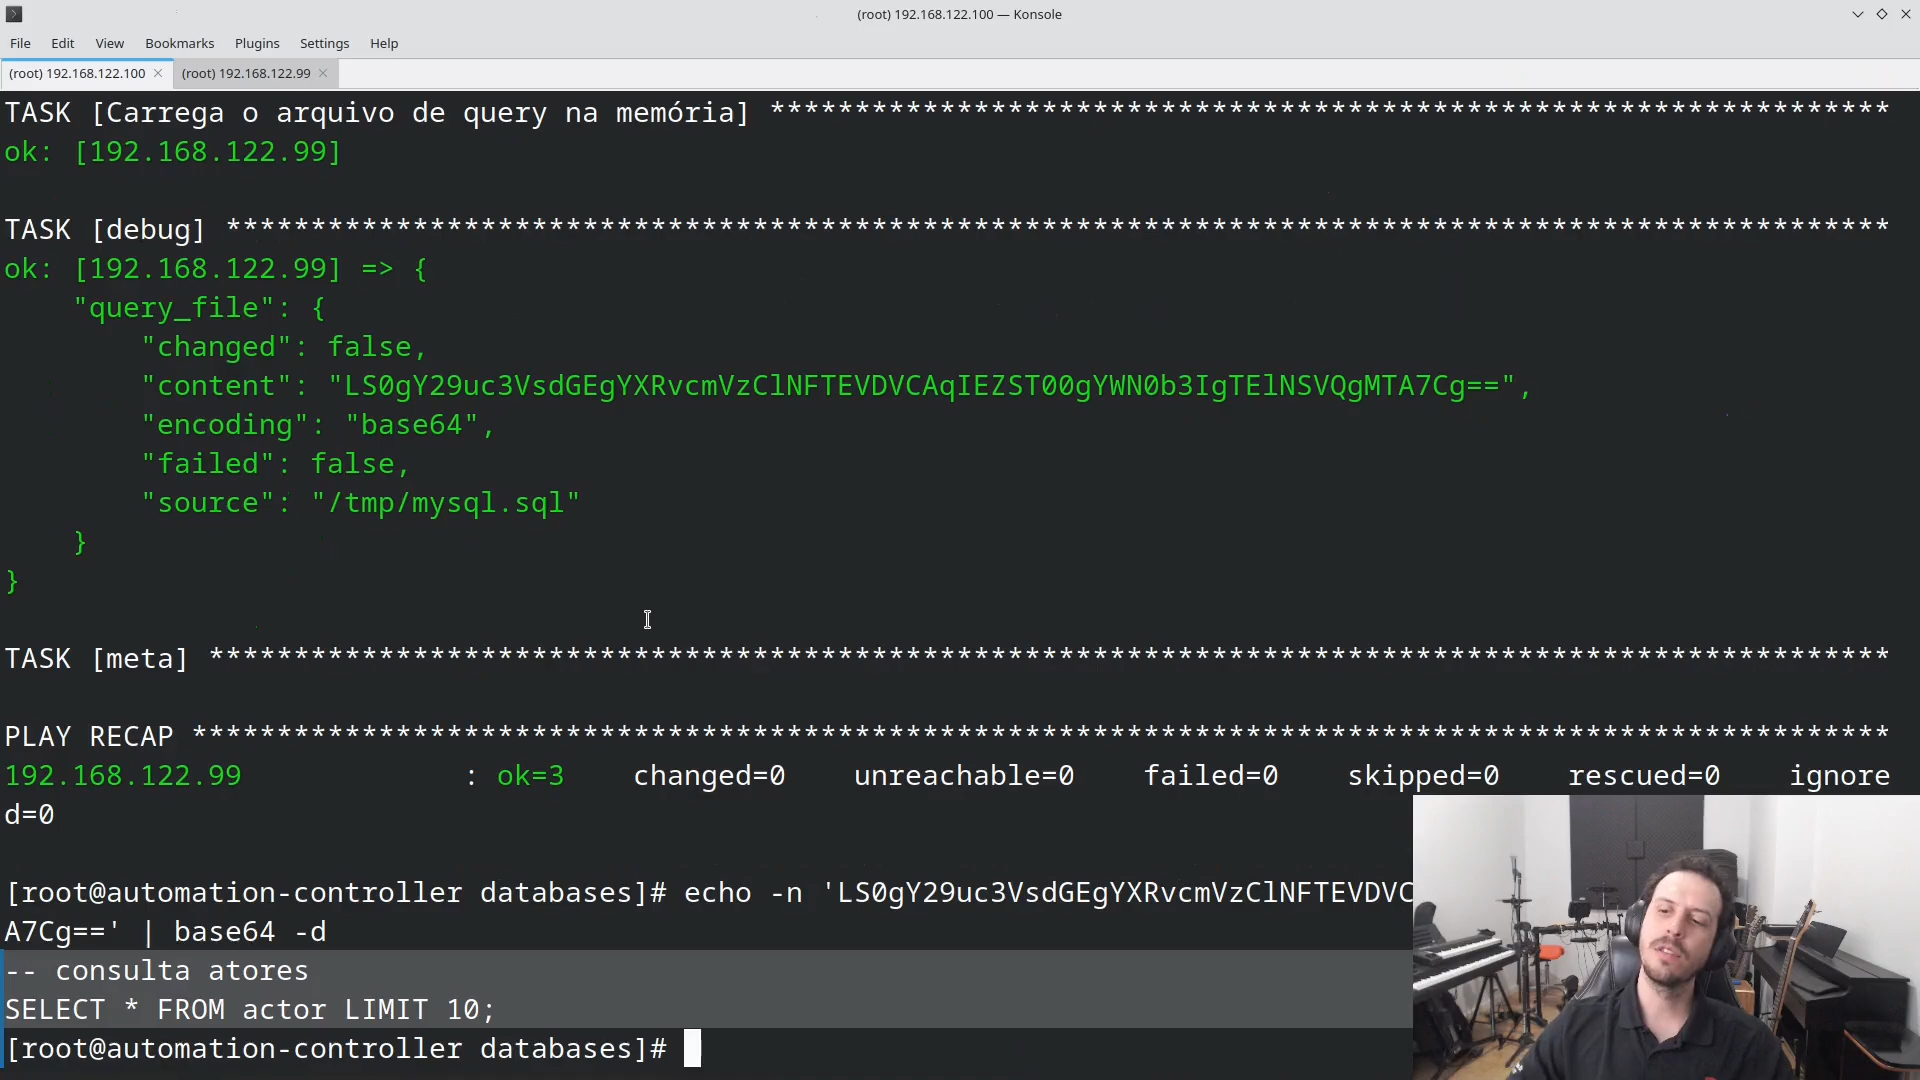 (root) 192.168.122.100 — Konsole
File Edit View Bookmarks Plugins Settings Help
(root) 192.168.122.100 (root) 192.168.122.99
TASK [Carrega o arquivo de query na memória] ******************************************************************
ok: [192.168.122.99]
TASK [debug] **************************************************************************************************
ok: [192.168.122.99] => {
"query_file": {
"changed": false,
"content": "LS0gY29uc3VsdGEgYXRvcmVzClNFTEVDVCAqIEZST00gYWN0b3IgTElNSVQgMTA7Cg==",
"encoding": "base64",
"failed": false,
"source": "/tmp/mysql.sql"
}
}
TASK [meta] ***************************************************************************************************
PLAY RECAP ****************************************************************************************************
192.168.122.99 : ok=3 changed=0 unreachable=0 failed=0 skipped=0 rescued=0 ignore
d=0
[root@automation-controller databases]# echo -n 'LS0gY29uc3VsdGEgYXRvcmVzClNFTEVDVC
A7Cg==' | base64 -d
-- consulta atores
SELECT * FROM actor LIMIT 10;
[root@automation-controller databases]#